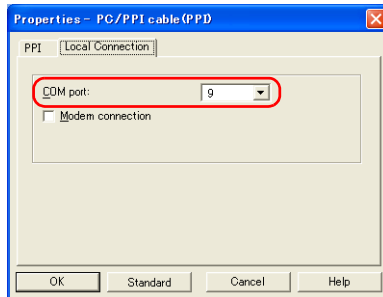 Properties - PC/PPI cable(PPI)
PPI Local Connection
COM port: 9
Modem connection
OK Standard Cancel Help